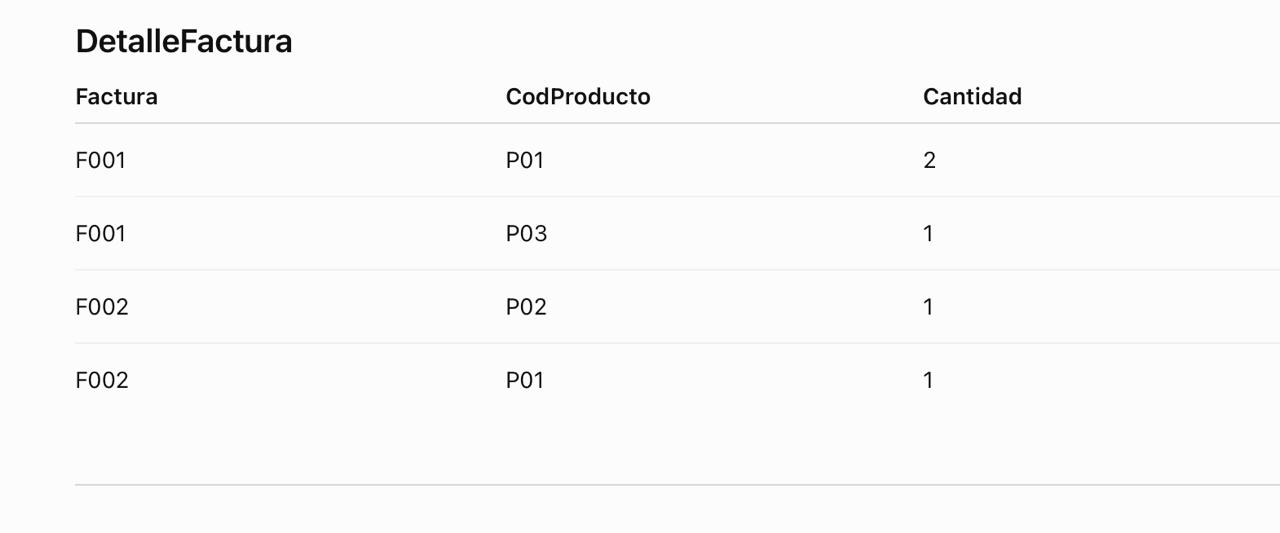 DetalleFactura
Factura CodProducto Cantidad
F001 P01 2
F001 P03 1
F002 P02 1
F002 P01 1